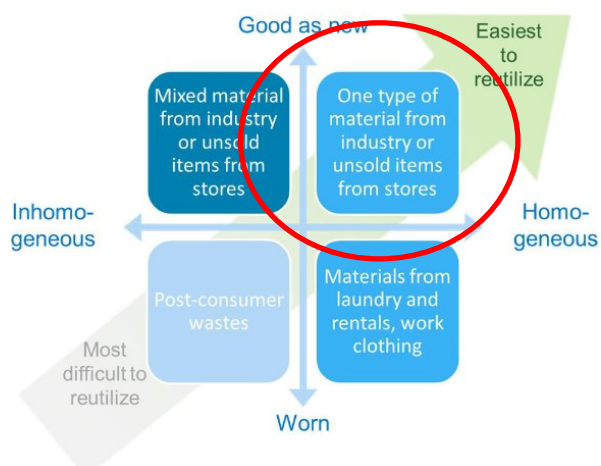 Good as new
Easiest
to
reutilize
Mixed material
from industry
or unsold
items from
stores
One type of
material from
industry or
unsold items
from stores
Inhomo-
geneous
Homo-
geneous
Post-consumer
wastes
Materials from
laundry and
rentals, work
clothing
Most
difficult to
reutilize
Worn